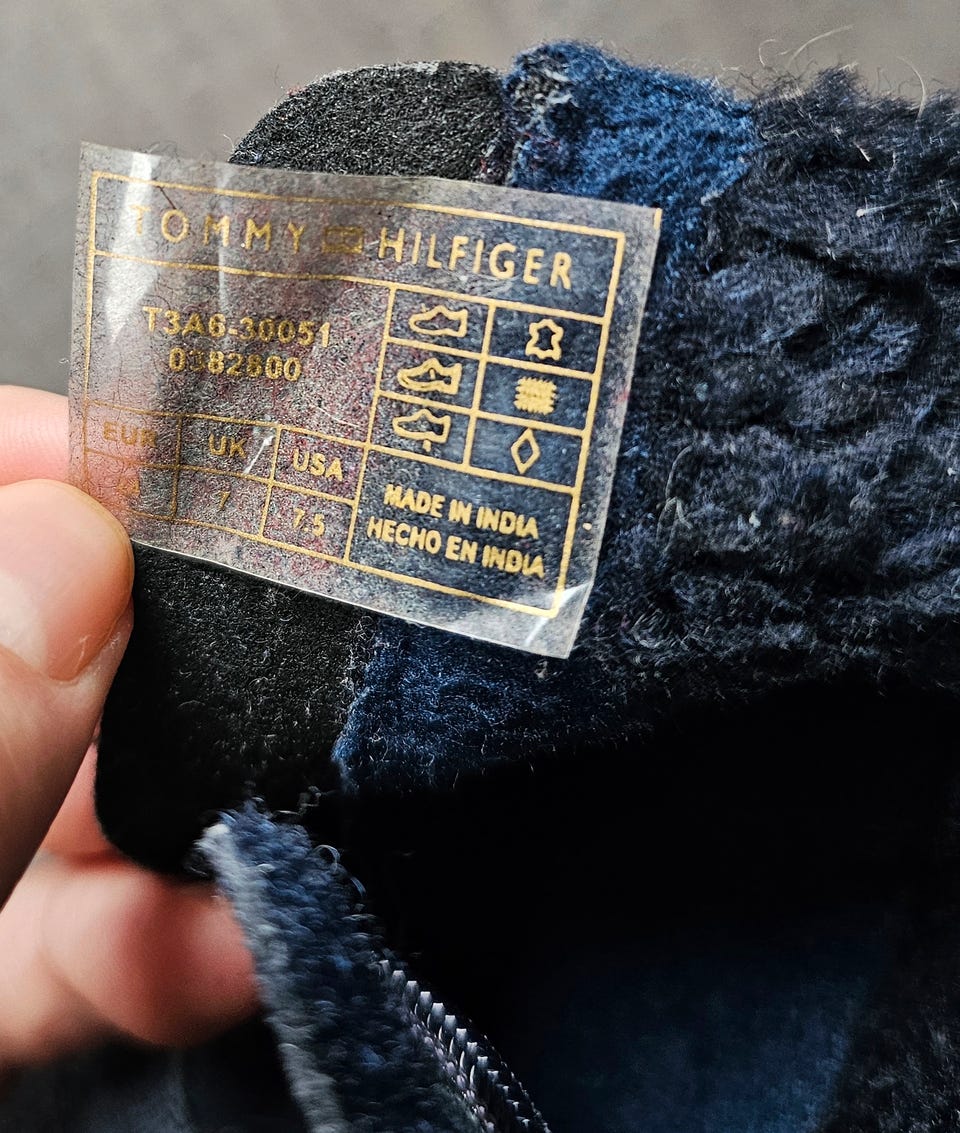 TOMMY HILFIGER
T3A6-30051
0382800
EUR UK USA
7 7.5
MADE IN INDIA
HECHO EN INDIA